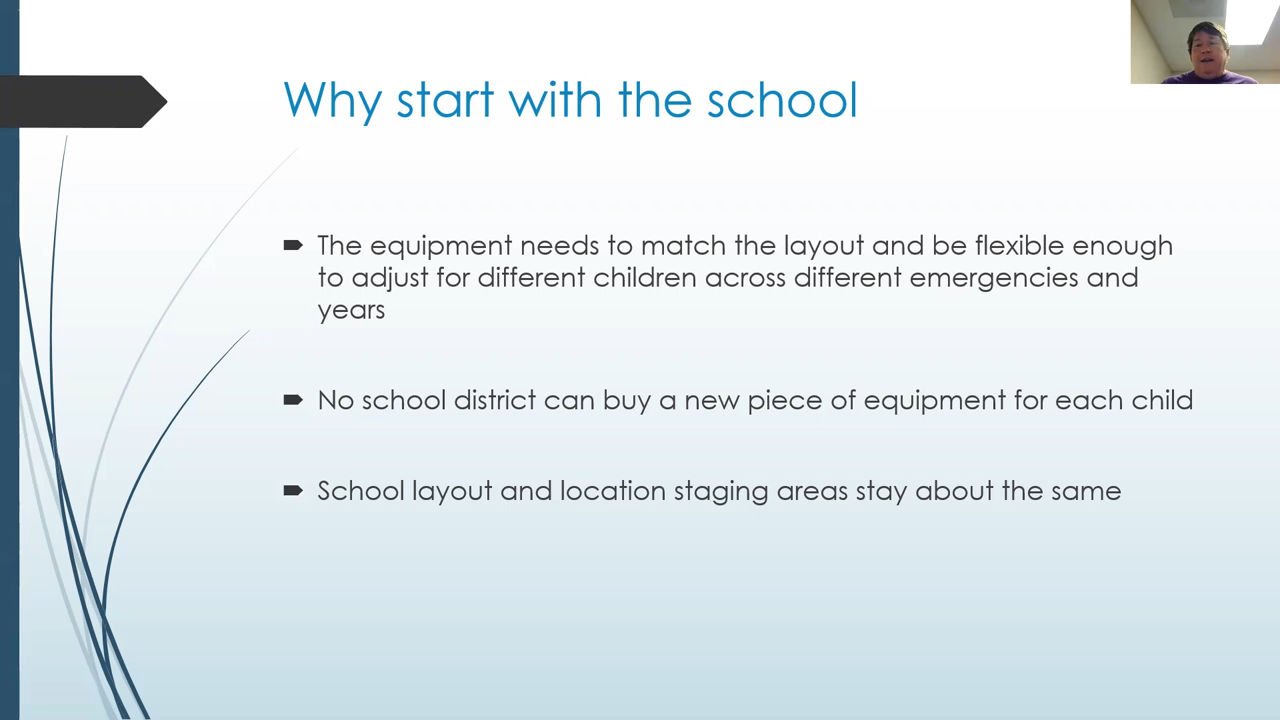 Why start with the school
The equipment needs to match the layout and be flexible enough
to adjust for different children across different emergencies and
years
No school district can buy a new piece of equipment for each child
School layout and location staging areas stay about the same